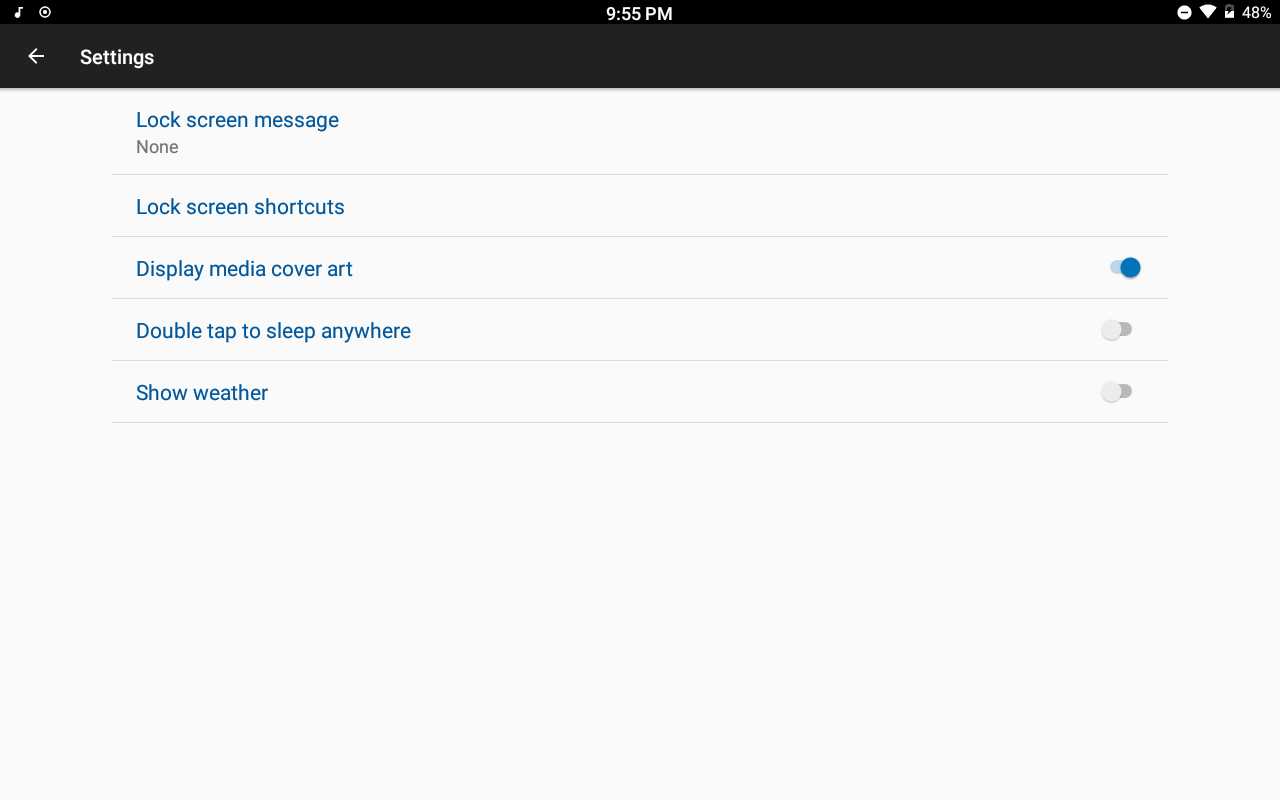 9:55 PM
48%
Settings
Lock screen message
None
Lock screen shortcuts
Display media cover art
Double tap to sleep anywhere
Show weather